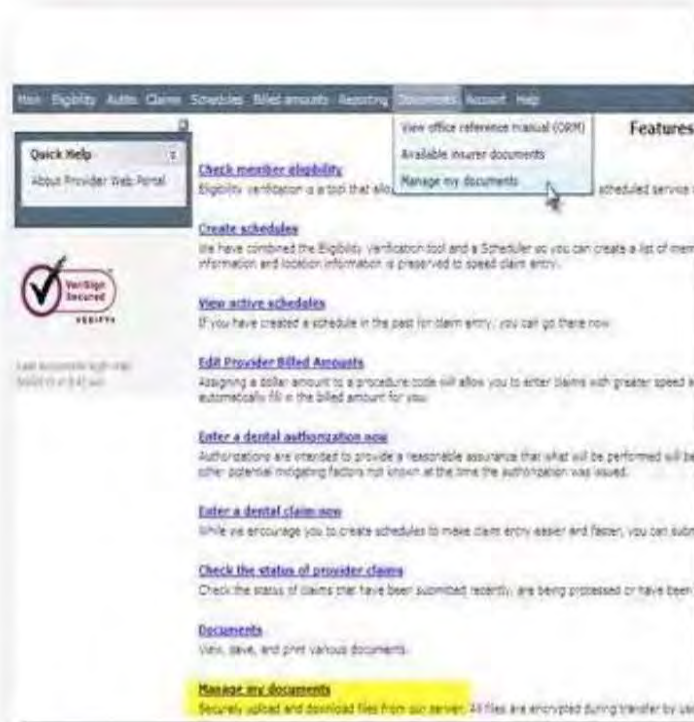 Main Eligibility Auths Claims Schedules Billed amounts Reporting Documents Account Help
View office reference manual (ORM)
Available insurer documents
Manage my documents
Features
Quick Help
About Provider Web Portal
VeriSign
Secured
VERIFY
Check member eligibility
Eligibility verification is a tool that allo scheduled service
Create schedules
We have combined the Eligibility Verification tool and a Scheduler so you can create a list of mem
information and location information is preserved to speed claim entry.
View active schedules
If you have created a schedule in the past for claim entry, you can go there now
Edit Provider Billed Amounts
Assigning a dollar amount to a procedure code will allow you to enter claims with greater speed a
automatically fill in the billed amount for you.
Enter a dental authorization now
Authorizations are intended to provide a reasonable assurance that what will be performed will be
other potential mitigating factors not known at the time the authorization was issued.
Enter a dental claim now
While we encourage you to create schedules to make claim entry easier and faster, you can subm
Check the status of provider claims
Check the status of claims that have been submitted recently, are being processed or have been
Documents
View, save, and print various documents.
Manage my documents
Securely upload and download files from our server. All files are encrypted during transfer by usi